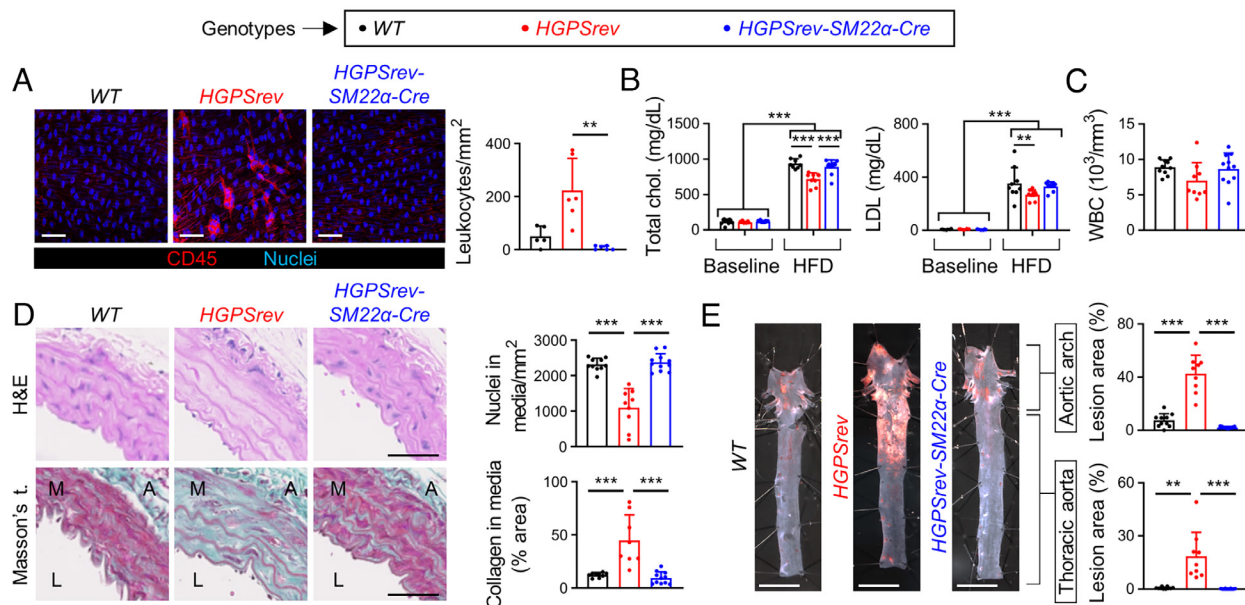 Genotypes
WT
HGPSrev
HGPSrev-SM22α-Cre
A
WT
HGPSrev
HGPSrev-
SM22α-Cre
CD45
Nuclei
Leukocytes/mm²
400
200
0
**
B
Total chol. (mg/dL)
1500
1000
500
0
***
***
***
Baseline
HFD
LDL (mg/dL)
800
400
0
***
**
Baseline
HFD
C
WBC (10³/mm³)
15
10
5
0
D
WT
HGPSrev
HGPSrev-
SM22α-Cre
H&E
Masson's t.
M
A
L
M
A
L
M
A
L
Nuclei in
media/mm²
3000
2000
1000
0
***
***
Collagen in media
(% area)
100
50
0
***
***
E
WT
HGPSrev
HGPSrev-SM22α-Cre
Aortic arch
Thoracic aorta
Lesion area (%)
80
40
0
***
***
Lesion area (%)
60
30
0
**
***